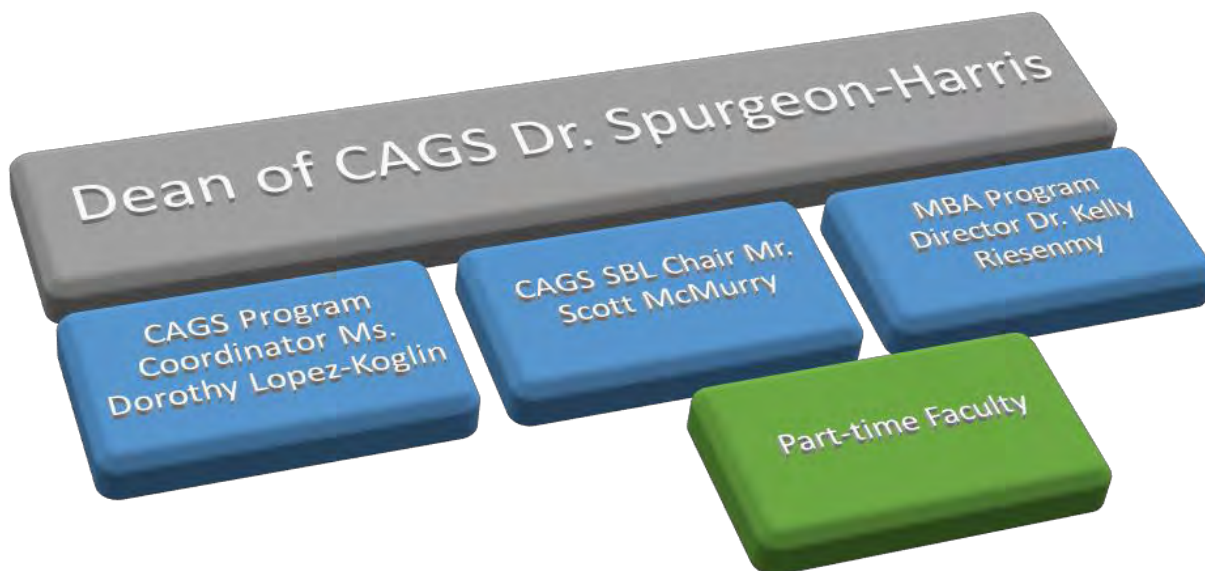 Dean of CAGS Dr. Spurgeon-Harris
CAGS Program
Coordinator Ms.
Dorothy Lopez-Koglin
CAGS SBL Chair Mr.
Scott McMurry
MBA Program
Director Dr. Kelly
Riesenmy
Part-time Faculty